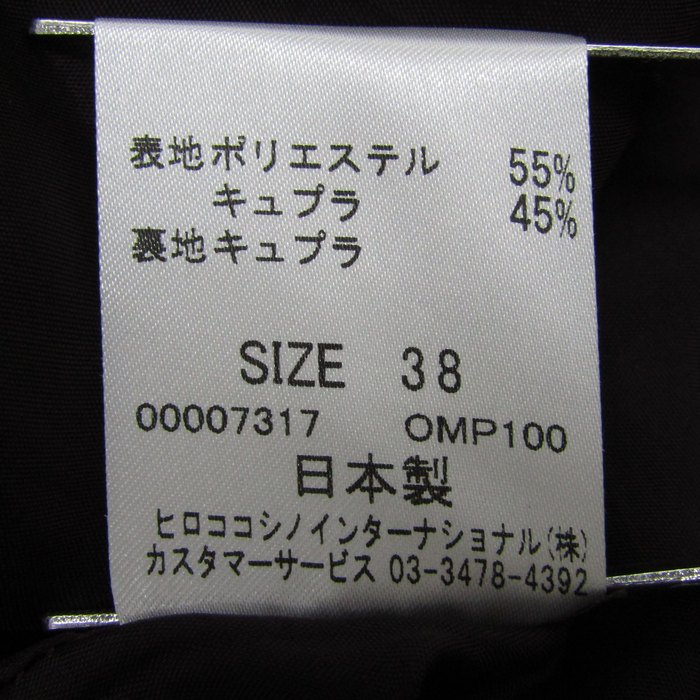 表地ポリエステル 55%
キュプラ 45%
裏地キュプラ
SIZE 38
00007317 OMP100
日本製
ヒロココシノインターナショナル(株)
カスタマーサービス 03-3478-4392